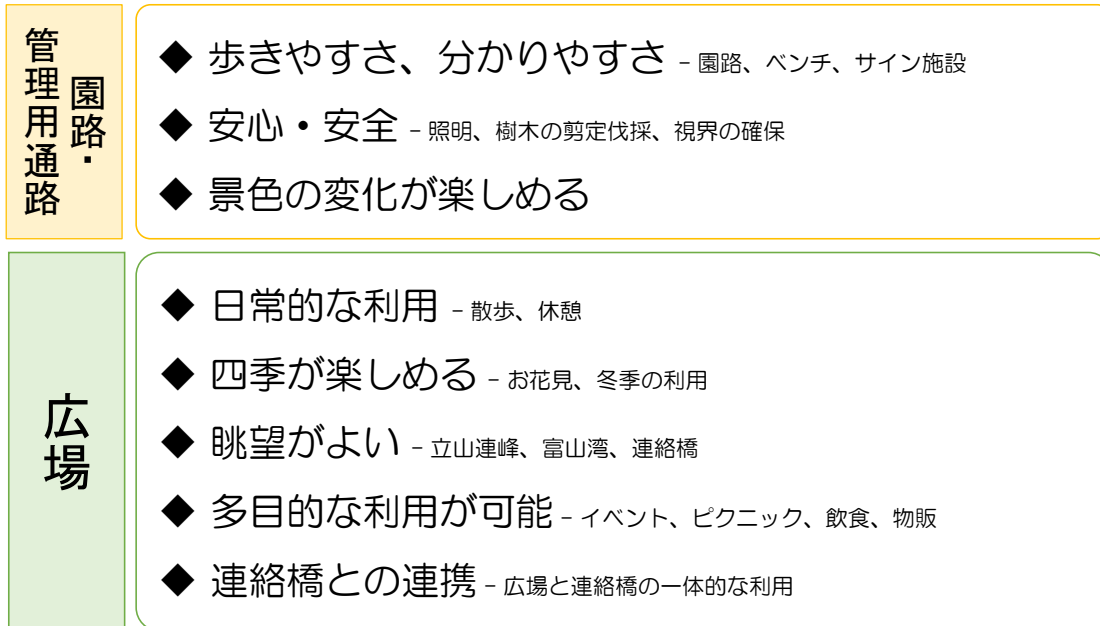 園路・
管理用通路
◆ 歩きやすさ、分かりやすさ – 園路、ベンチ、サイン施設
◆ 安心・安全 – 照明、樹木の剪定伐採、視界の確保
◆ 景色の変化が楽しめる
広場
◆ 日常的な利用 – 散歩、休憩
◆ 四季が楽しめる – お花見、冬季の利用
◆ 眺望がよい – 立山連峰、富山湾、連絡橋
◆ 多目的な利用が可能 – イベント、ピクニック、飲食、物販
◆ 連絡橋との連携 – 広場と連絡橋の一体的な利用